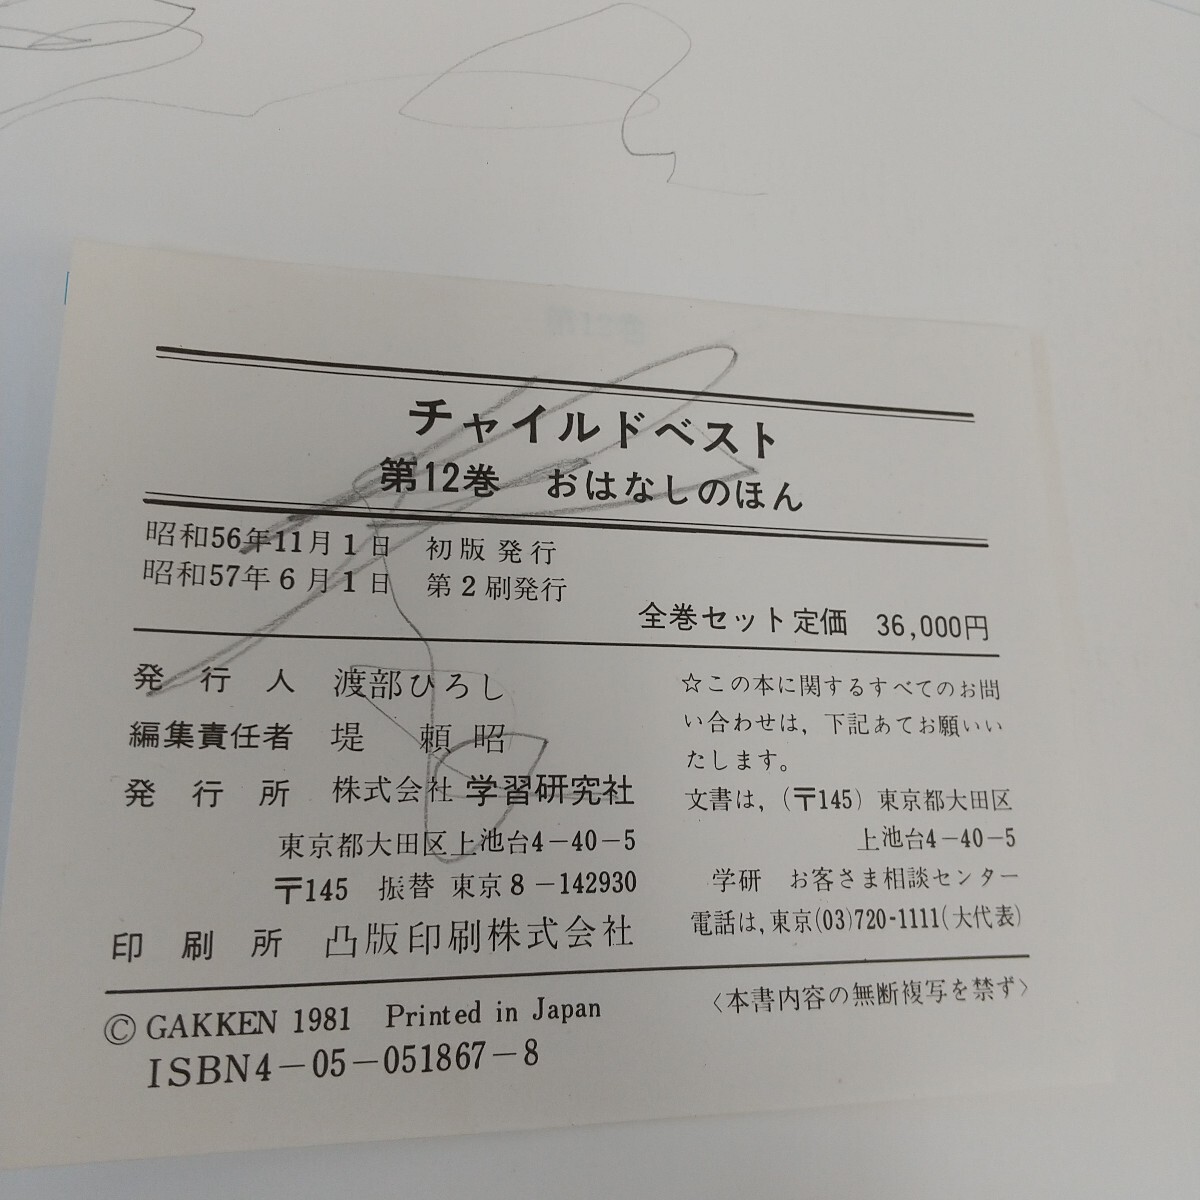 チャイルドベスト
第12巻 おはなしのほん
昭和56年11月1日 初版発行
昭和57年6月1日 第2刷発行
全巻セット定価 36,000円
発行人 渡部ひろし
編集責任者 堤 頼昭
発行所 株式会社 学習研究社
東京都大田区上池台4-40-5
〒145 振替 東京8-142930
印刷所 凸版印刷株式会社
☆この本に関するすべてのお問
い合わせは,下記あてお願いい
たします。
文書は,(〒145) 東京都大田区
上池台4-40-5
学研 お客さま相談センター
電話は,東京(03)720-1111(大代表)
© GAKKEN 1981 Printed in Japan
〈本書内容の無断複写を禁ず〉
ISBN4-05-051867-8